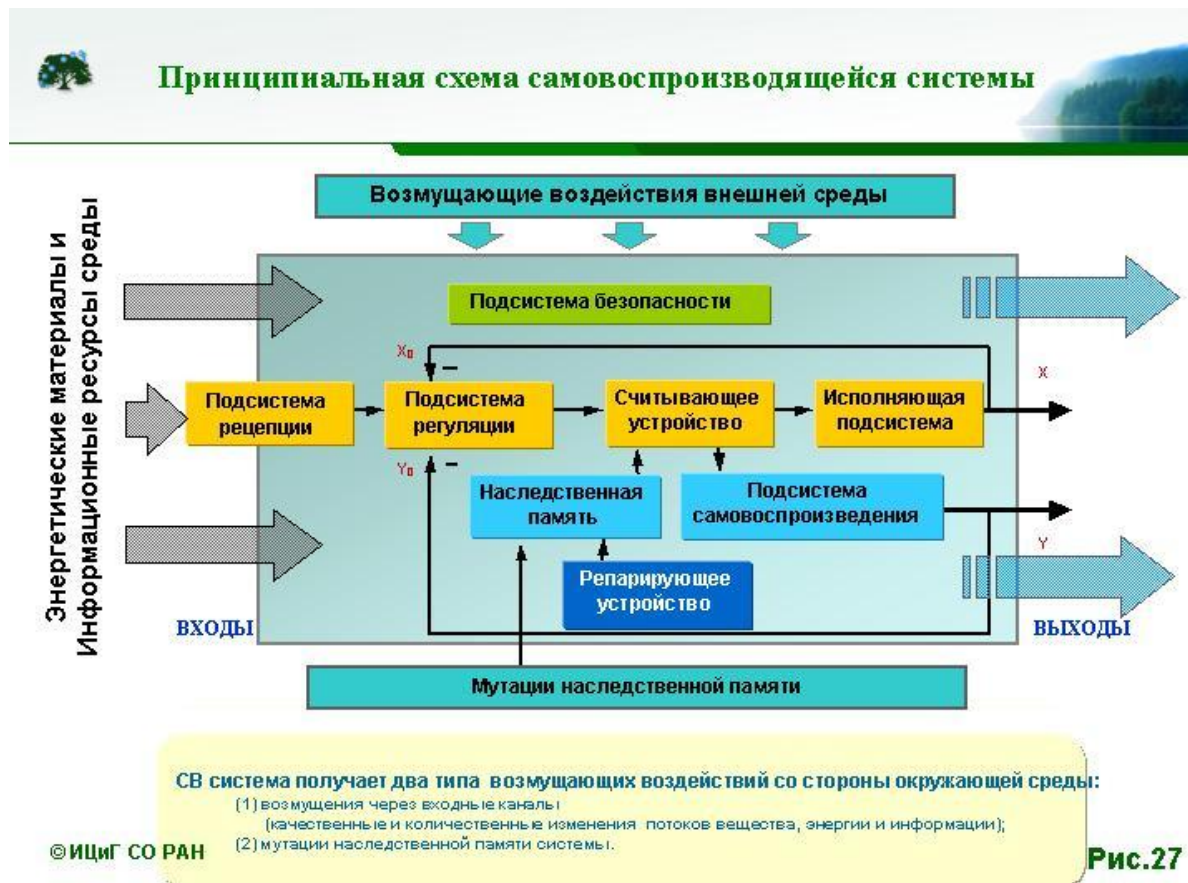 Принципиальная схема самовоспроизводящейся системы
Энергетические материалы и
Информационные ресурсы среды
Возмущающие воздействия внешней среды
Подсистема безопасности
X₀
–
X
Подсистема
рецепции
Подсистема
регуляции
Считывающее
устройство
Исполняющая
подсистема
Y₀
–
Наследственная
память
Подсистема
самовоспроизведения
Y
Репарирующее
устройство
ВХОДЫ
ВЫХОДЫ
Мутации наследственной памяти
СВ система получает два типа возмущающих воздействий со стороны окружающей среды:
(1) возмущения через входные каналы
(качественные и количественные изменения потоков вещества, энергии и информации);
(2) мутации наследственной памяти системы.
©ИЦиГ СО РАН
Рис.27